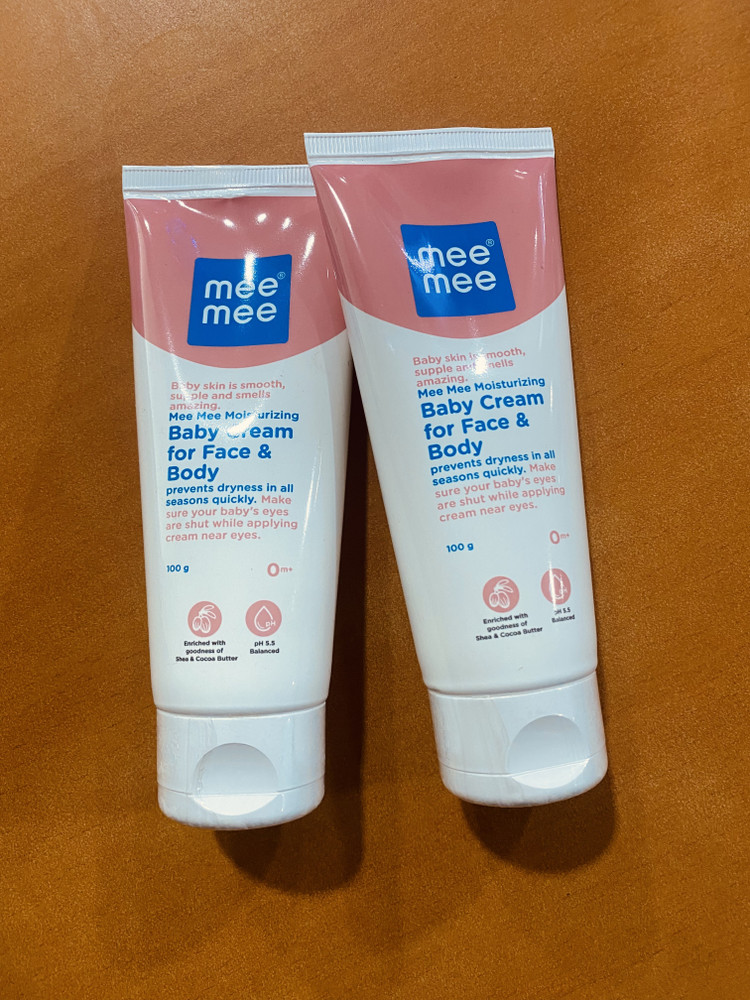 mee®
mee
Baby skin is smooth,
supple and smells
amazing.
Mee Mee Moisturizing
Baby Cream
for Face &
Body
prevents dryness in all
seasons quickly. Make
sure your baby's eyes
are shut while applying
cream near eyes.
100 g
0m+
Enriched with
goodness of
Shea & Cocoa Butter
pH
pH 5.5
Balanced
mee®
mee
Baby skin is smooth,
supple and smells
amazing.
Mee Mee Moisturizing
Baby Cream
for Face &
Body
prevents dryness in all
seasons quickly. Make
sure your baby's eyes
are shut while applying
cream near eyes.
100 g
0m+
Enriched with
goodness of
Shea & Cocoa Butter
pH
pH 5.5
Balanced